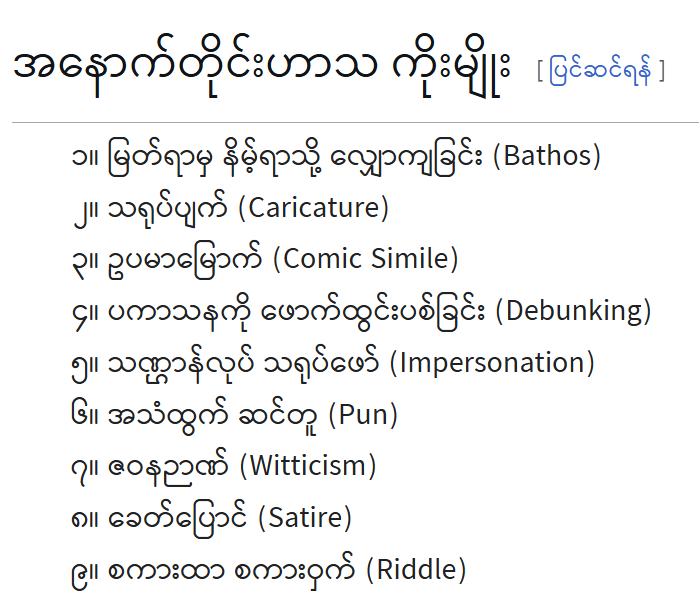 အနောက်တိုင်းဟာသ ကိုးမျိုး [ ပြင်ဆင်ရန် ]
၁။ မြတ်ရာမှ နိမ့်ရာသို့ လျှောကျခြင်း (Bathos)
၂။ သရုပ်ပျက် (Caricature)
၃။ ဥပမာမြောက် (Comic Simile)
၄။ ပကာသနကို ဖောက်ထွင်းပစ်ခြင်း (Debunking)
၅။ သဏ္ဌာန်လုပ် သရုပ်ဖော် (Impersonation)
၆။ အသံထွက် ဆင်တူ (Pun)
၇။ ဇဝနဉာဏ် (Witticism)
၈။ ခေတ်ပြောင် (Satire)
၉။ စကားထာ စကားဝှက် (Riddle)